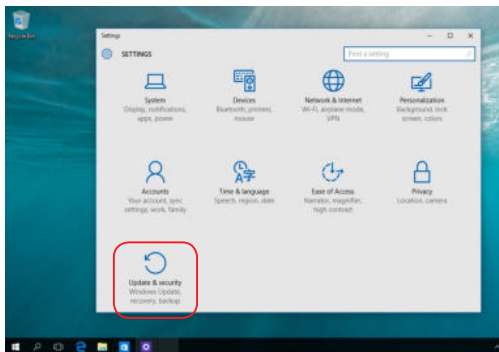 Recycle Bin
Settings
SETTINGS
Find a setting
System
Display, notifications,
apps, power
Devices
Bluetooth, printers,
mouse
Network & Internet
Wi-Fi, airplane mode,
VPN
Personalization
Background, lock
screen, colors
Accounts
Your account, sync
settings, work, family
Time & language
Speech, region, date
Ease of Access
Narrator, magnifier,
high contrast
Privacy
Location, camera
Update & security
Windows Update,
recovery, backup